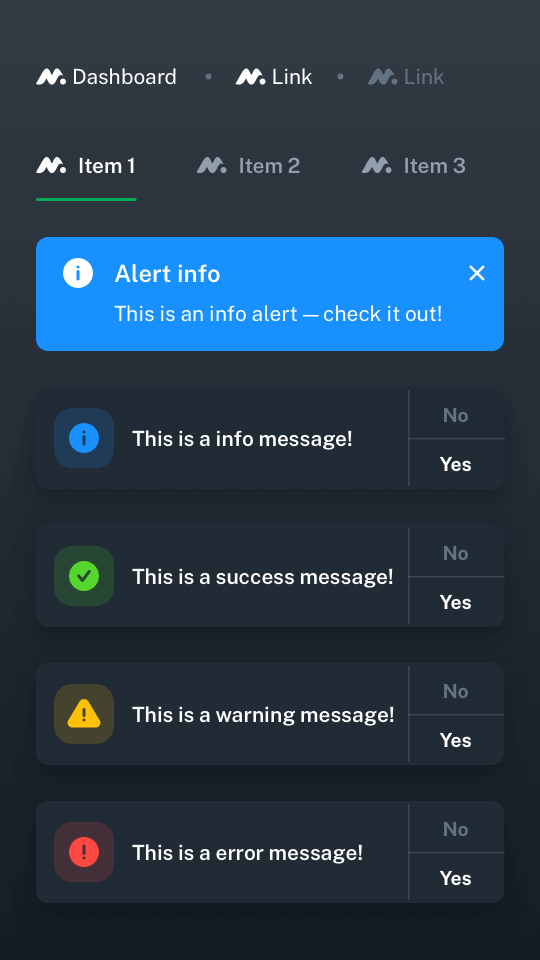 Dashboard • Link • Link
Item 1 Item 2 Item 3
Alert info
This is an info alert — check it out!
No
This is a info message!
Yes
No
This is a success message!
Yes
No
This is a warning message!
Yes
No
This is a error message!
Yes